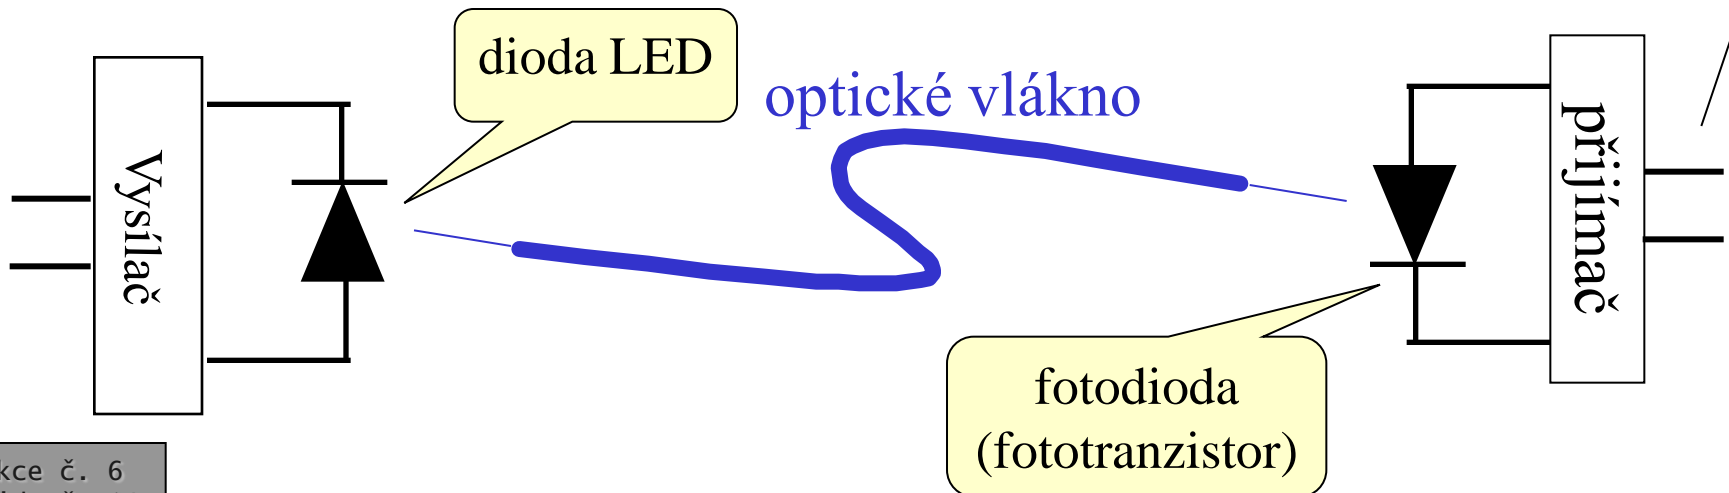 dioda LED
optické vlákno
Vysílač
přijímač
fotodioda
(fototranzistor)
kce č. 6